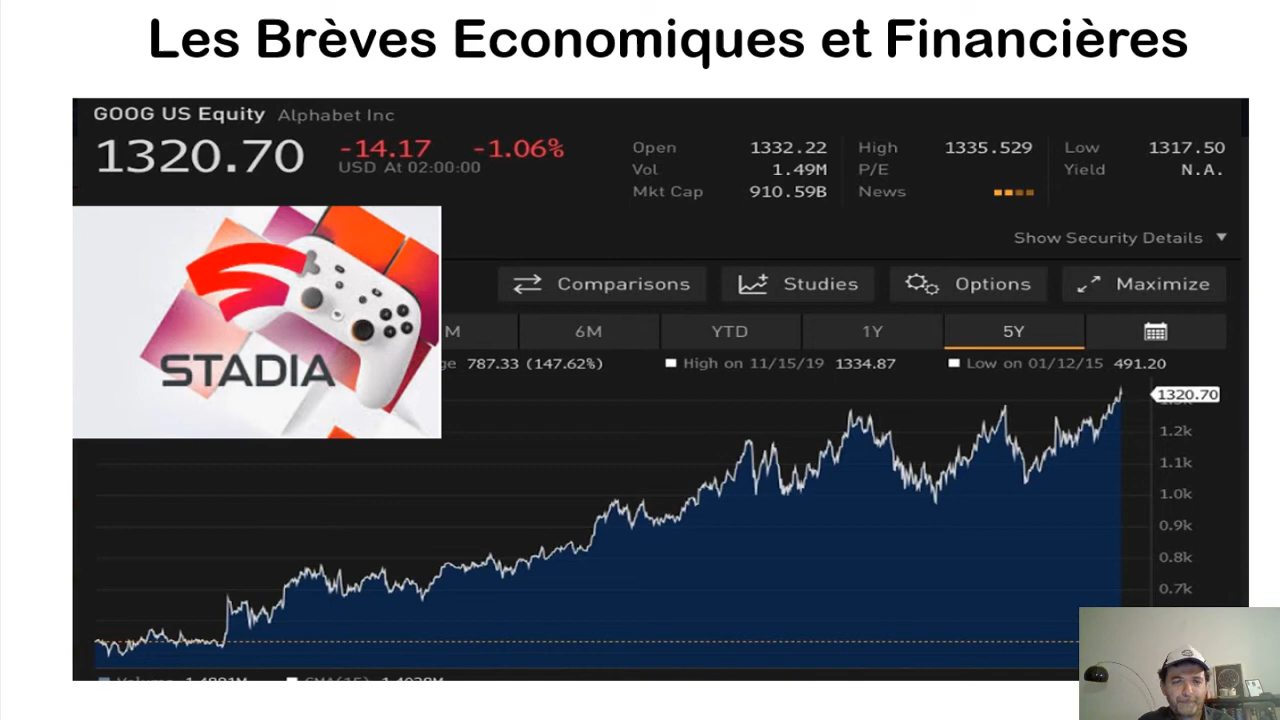 Les Brèves Economiques et Financières
GOOG US Equity Alphabet Inc
1320.70 -14.17 -1.06%
USD At 02:00:00
Open 1332.22 High 1335.529 Low 1317.50
Vol 1.49M P/E Yield N.A.
Mkt Cap 910.59B News
Show Security Details
Comparisons Studies Options Maximize
STADIA
M 6M YTD 1Y 5Y
ge 787.33 (147.62%) High on 11/15/19 1334.87 Low on 01/12/15 491.20
1320.70
1.2k
1.1k
1.0k
0.9k
0.8k
0.7k